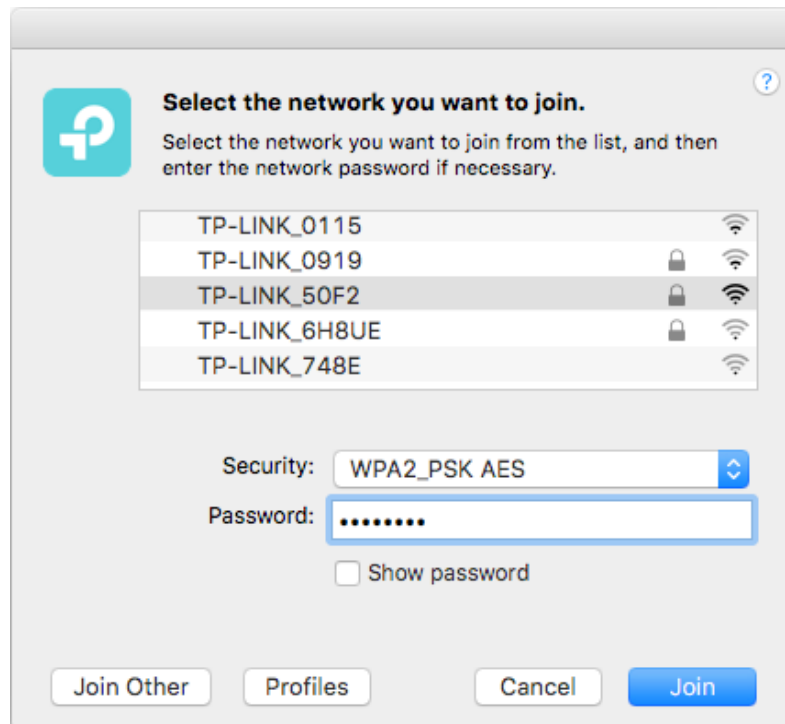 ?
Select the network you want to join.
Select the network you want to join from the list, and then
enter the network password if necessary.
TP-LINK_0115
TP-LINK_0919
TP-LINK_50F2
TP-LINK_6H8UE
TP-LINK_748E
Security: WPA2_PSK AES
Password: ••••••••
Show password
Join Other Profiles Cancel Join